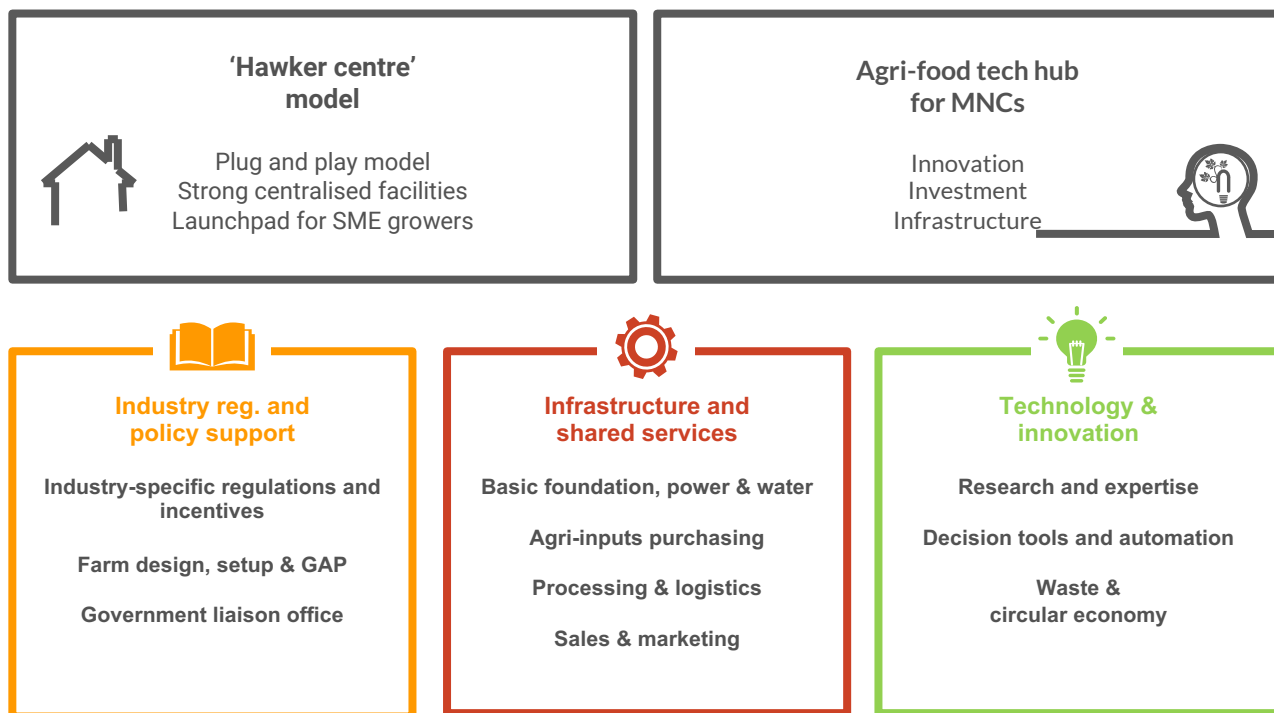 ‘Hawker centre’
model
Plug and play model
Strong centralised facilities
Launchpad for SME growers
Agri-food tech hub
for MNCs
Innovation
Investment
Infrastructure
Industry reg. and
policy support
Industry-specific regulations and
incentives
Farm design, setup & GAP
Government liaison office
Infrastructure and
shared services
Basic foundation, power & water
Agri-inputs purchasing
Processing & logistics
Sales & marketing
Technology &
innovation
Research and expertise
Decision tools and automation
Waste &
circular economy